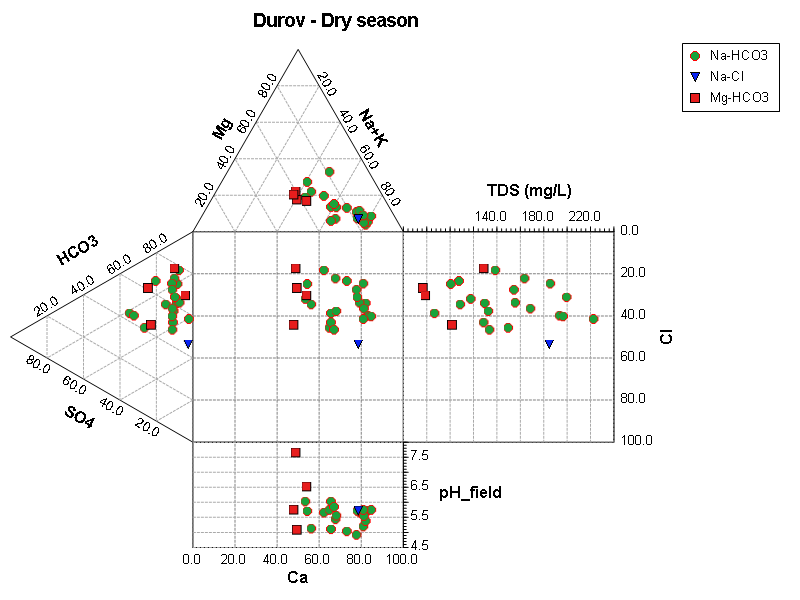 Durov - Dry season
Na-HCO3
Na-Cl
Mg-HCO3
Mg
20.0
40.0
60.0
80.0
Na+K
20.0
40.0
60.0
80.0
TDS (mg/L)
140.0 180.0 220.0
HCO3
20.0
40.0
60.0
80.0
SO4
80.0
60.0
40.0
20.0
0.0
20.0
40.0
60.0
80.0
100.0
Cl
7.5
6.5
5.5
4.5
pH_field
0.0 20.0 40.0 60.0 80.0 100.0
Ca